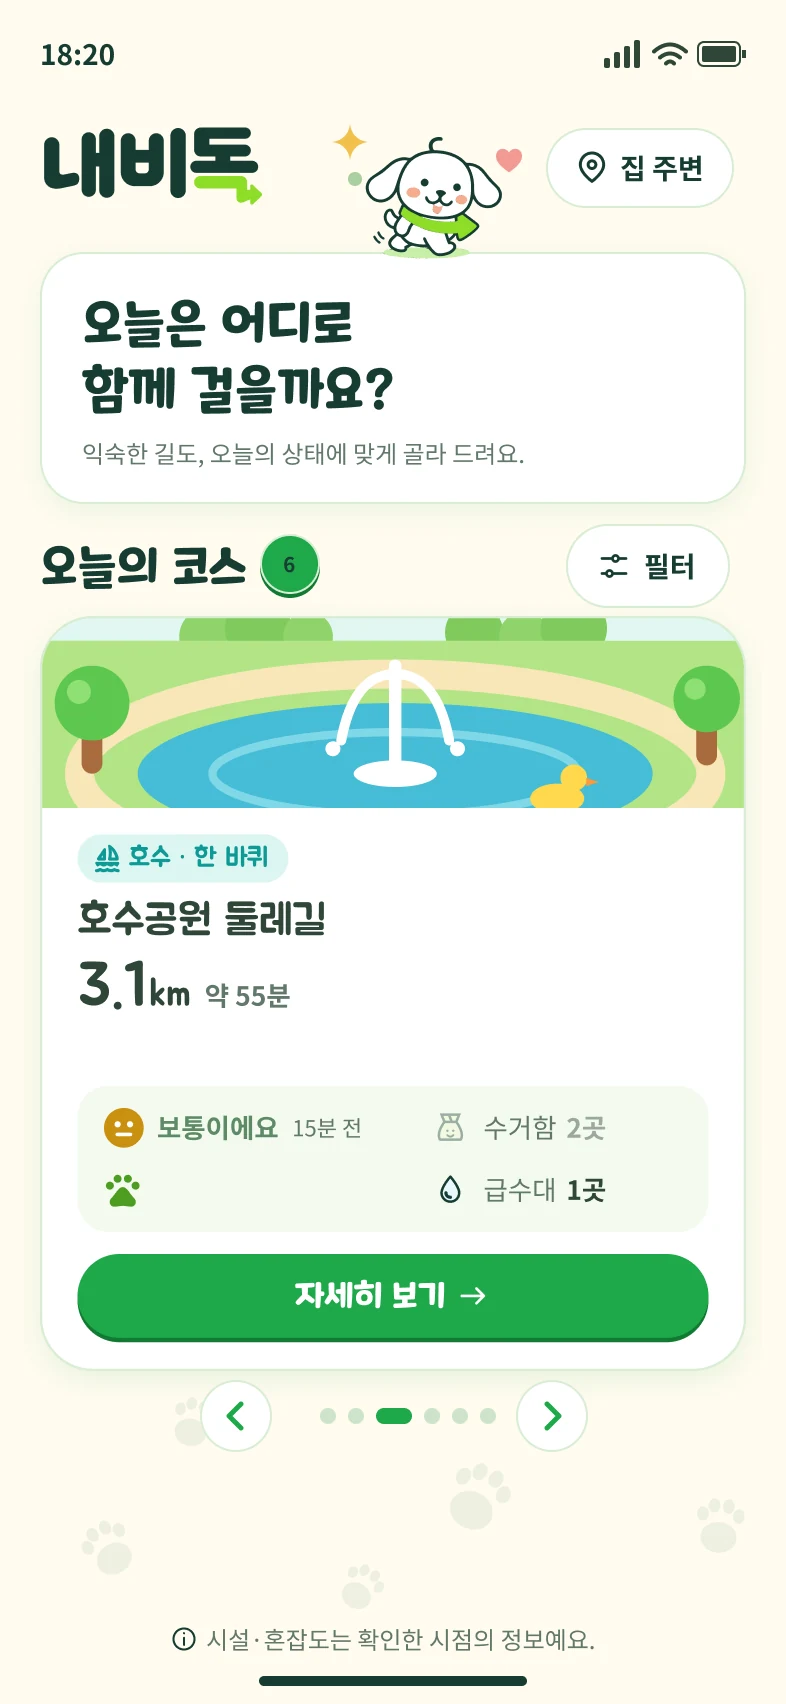 18:20
내비독
집 주변
오늘은 어디로
함께 걸을까요?
익숙한 길도, 오늘의 상태에 맞게 골라 드려요.
오늘의 코스 6
필터
호수 · 한 바퀴
호수공원 둘레길
3.1km 약 55분
보통이에요 15분 전
수거함 2곳
급수대 1곳
자세히 보기 →
시설·혼잡도는 확인한 시점의 정보예요.